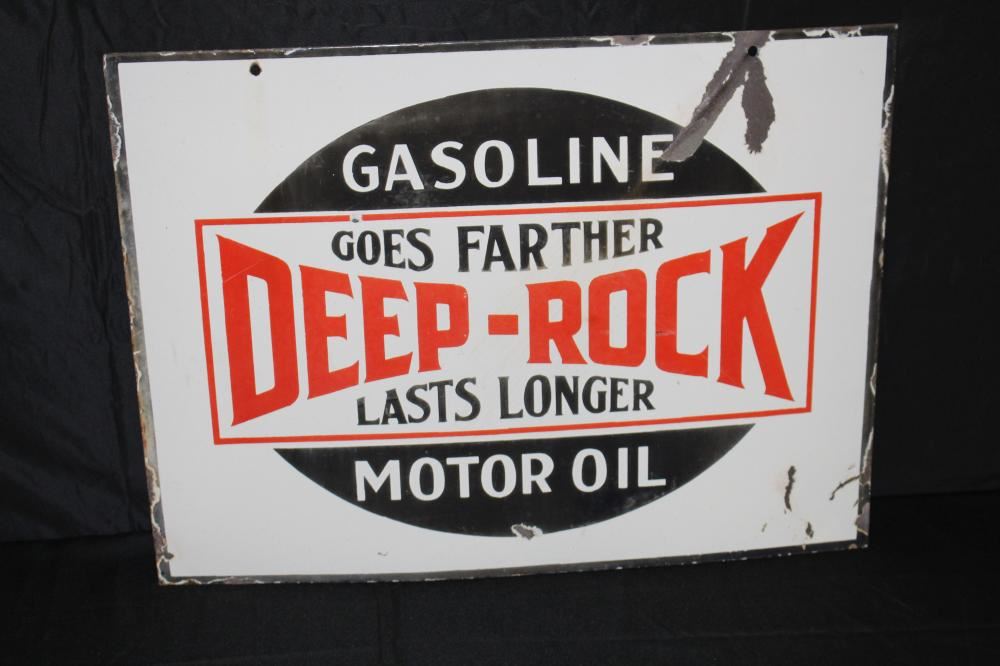 GASOLINE
GOES FARTHER
DEEP-ROCK
LASTS LONGER
MOTOR OIL